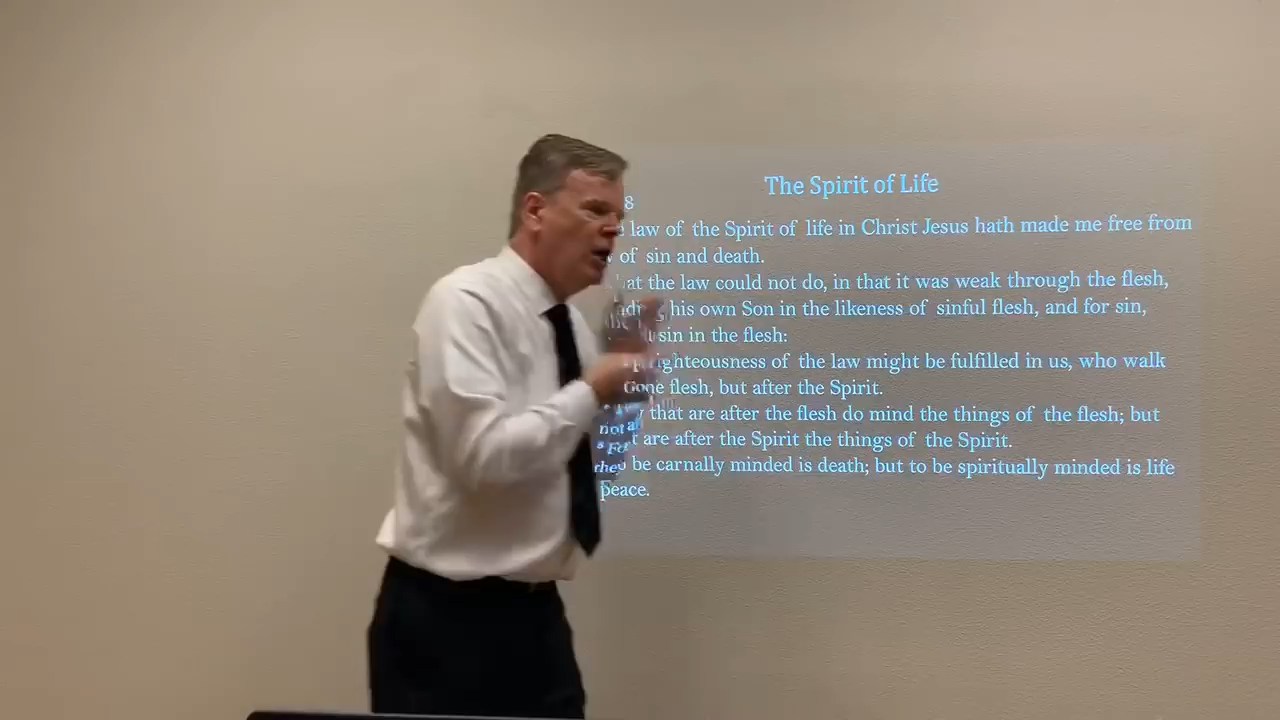 The Spirit of Life
8
law of the Spirit of life in Christ Jesus hath made me free from
of sin and death.
at the law could not do, in that it was weak through the flesh,
his own Son in the likeness of sinful flesh, and for sin,
sin in the flesh:
righteousness of the law might be fulfilled in us, who walk
flesh, but after the Spirit.
that are after the flesh do mind the things of the flesh; but
are after the Spirit the things of the Spirit.
be carnally minded is death; but to be spiritually minded is life
peace.